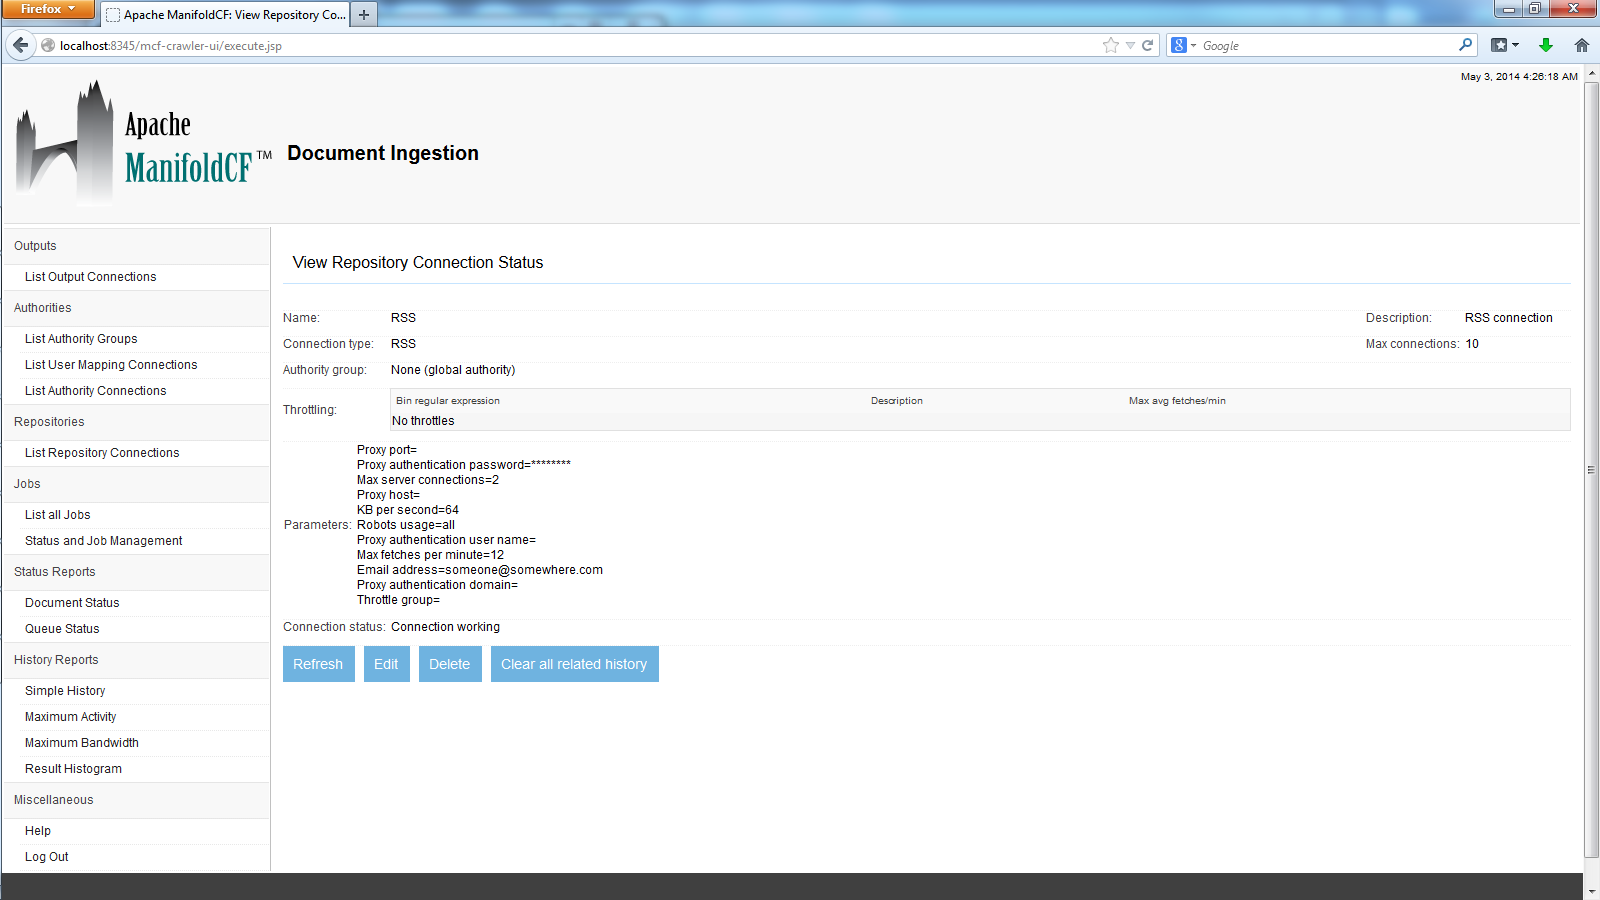 Firefox
Apache ManifoldCF: View Repository Co...
localhost:8345/mcf-crawler-ui/execute.jsp
Google
May 3, 2014 4:26:18 AM
Apache
ManifoldCF™
Document Ingestion
Outputs
List Output Connections
Authorities
List Authority Groups
List User Mapping Connections
List Authority Connections
Repositories
List Repository Connections
Jobs
List all Jobs
Status and Job Management
Status Reports
Document Status
Queue Status
History Reports
Simple History
Maximum Activity
Maximum Bandwidth
Result Histogram
Miscellaneous
Help
Log Out
View Repository Connection Status
Name: RSS Description: RSS connection
Connection type: RSS Max connections: 10
Authority group: None (global authority)
Throttling:
Bin regular expression Description Max avg fetches/min
No throttles
Parameters:
Proxy port=
Proxy authentication password=********
Max server connections=2
Proxy host=
KB per second=64
Robots usage=all
Proxy authentication user name=
Max fetches per minute=12
Email address=someone@somewhere.com
Proxy authentication domain=
Throttle group=
Connection status: Connection working
Refresh Edit Delete Clear all related history